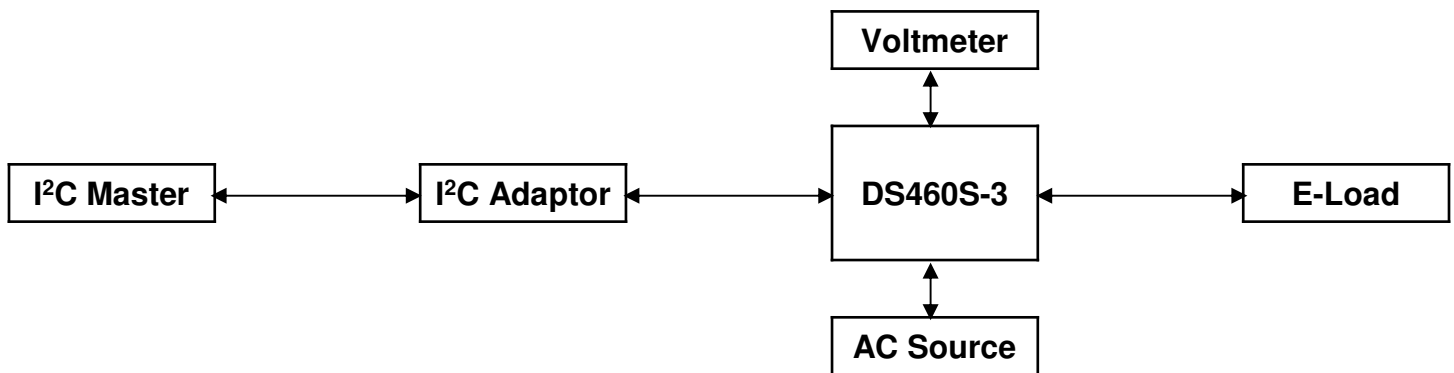 Voltmeter
I²C Master
I²C Adaptor
DS460S-3
E-Load
AC Source